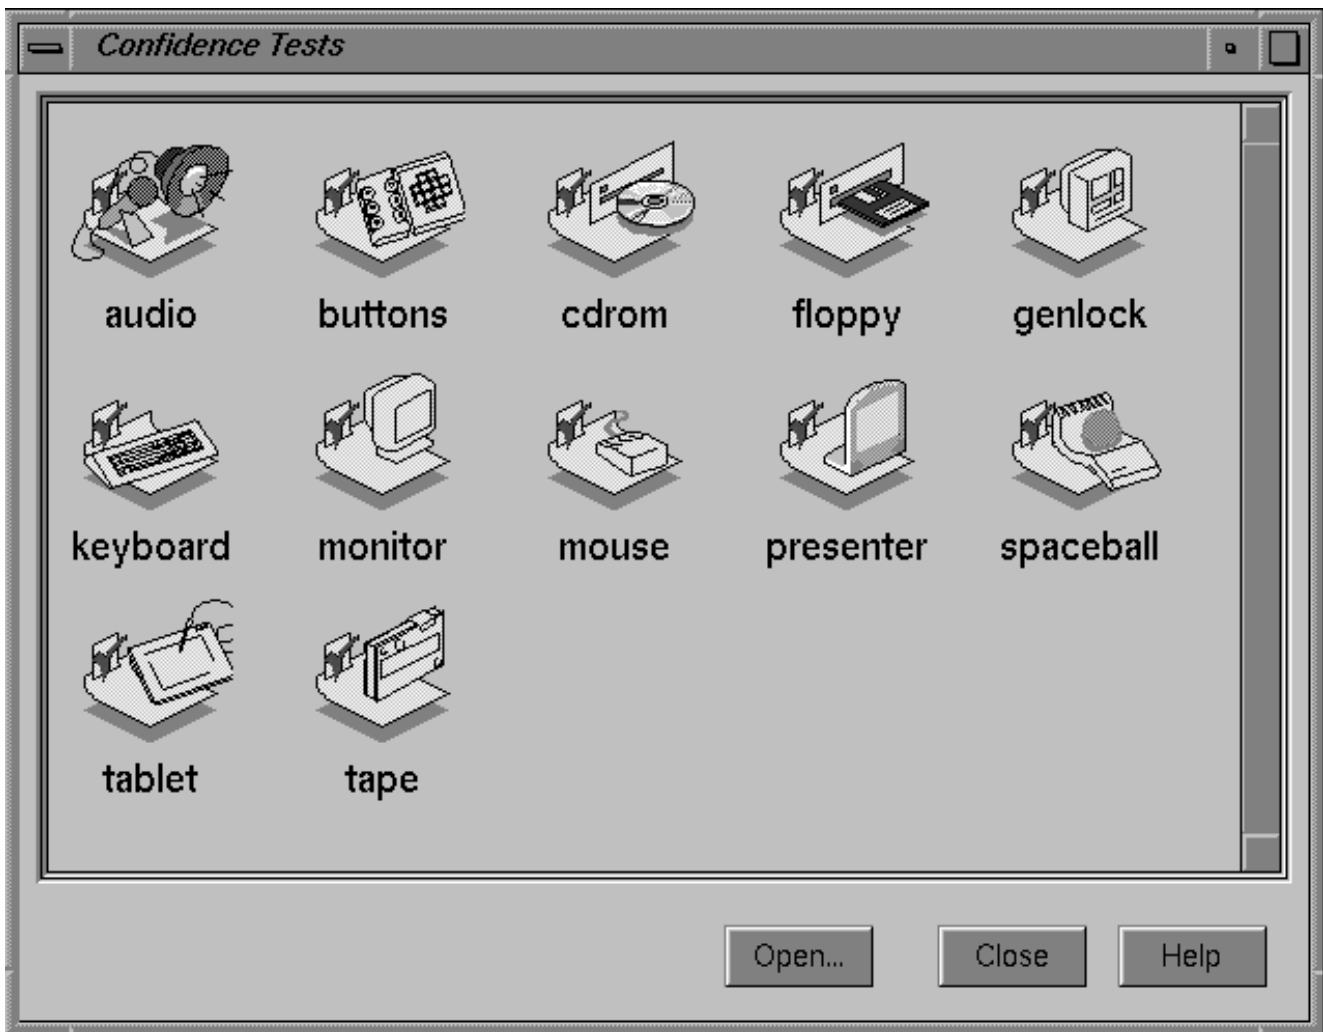 Confidence Tests
audio buttons cdrom floppy genlock
keyboard monitor mouse presenter spaceball
tablet tape
Open... Close Help